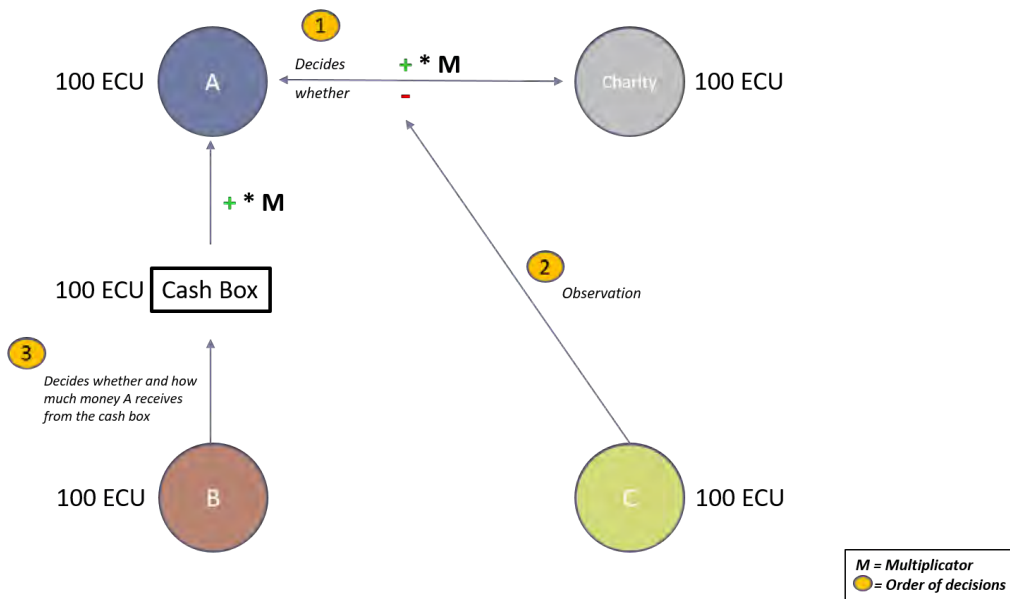 1
100 ECU
A
Decides
whether
+ * M
-
Charity
100 ECU
+ * M
2
Observation
100 ECU
Cash Box
3
Decides whether and how
much money A receives
from the cash box
100 ECU
B
C
100 ECU
M = Multiplicator
= Order of decisions